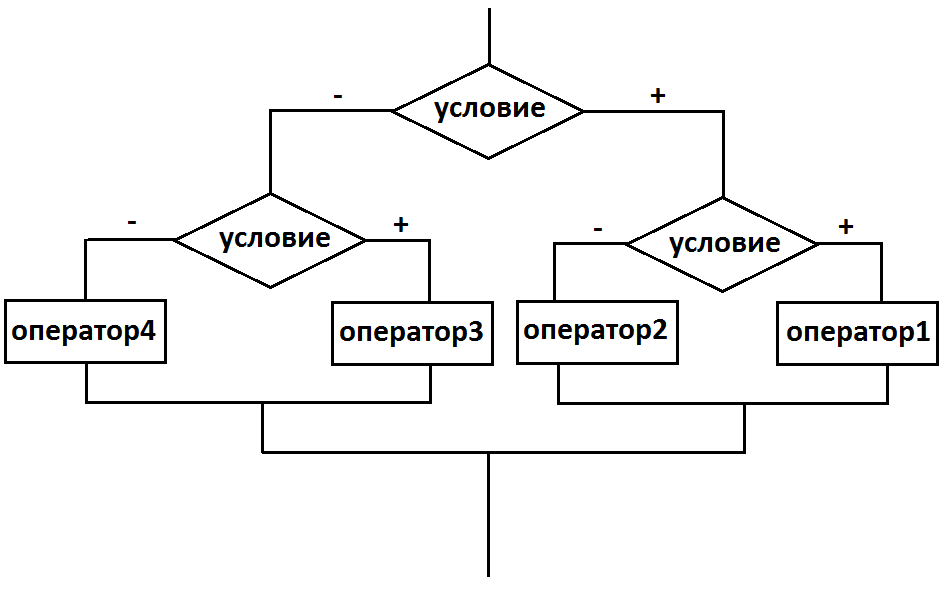 условие
- +
условие
- +
условие
- +
оператор4
оператор3
оператор2
оператор1